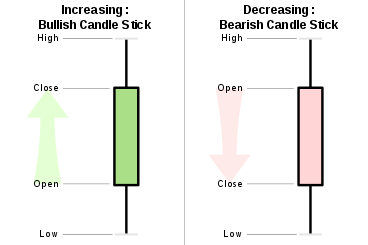 Increasing :
Bullish Candle Stick
High
Close
Open
Low
Decreasing :
Bearish Candle Stick
High
Open
Close
Low